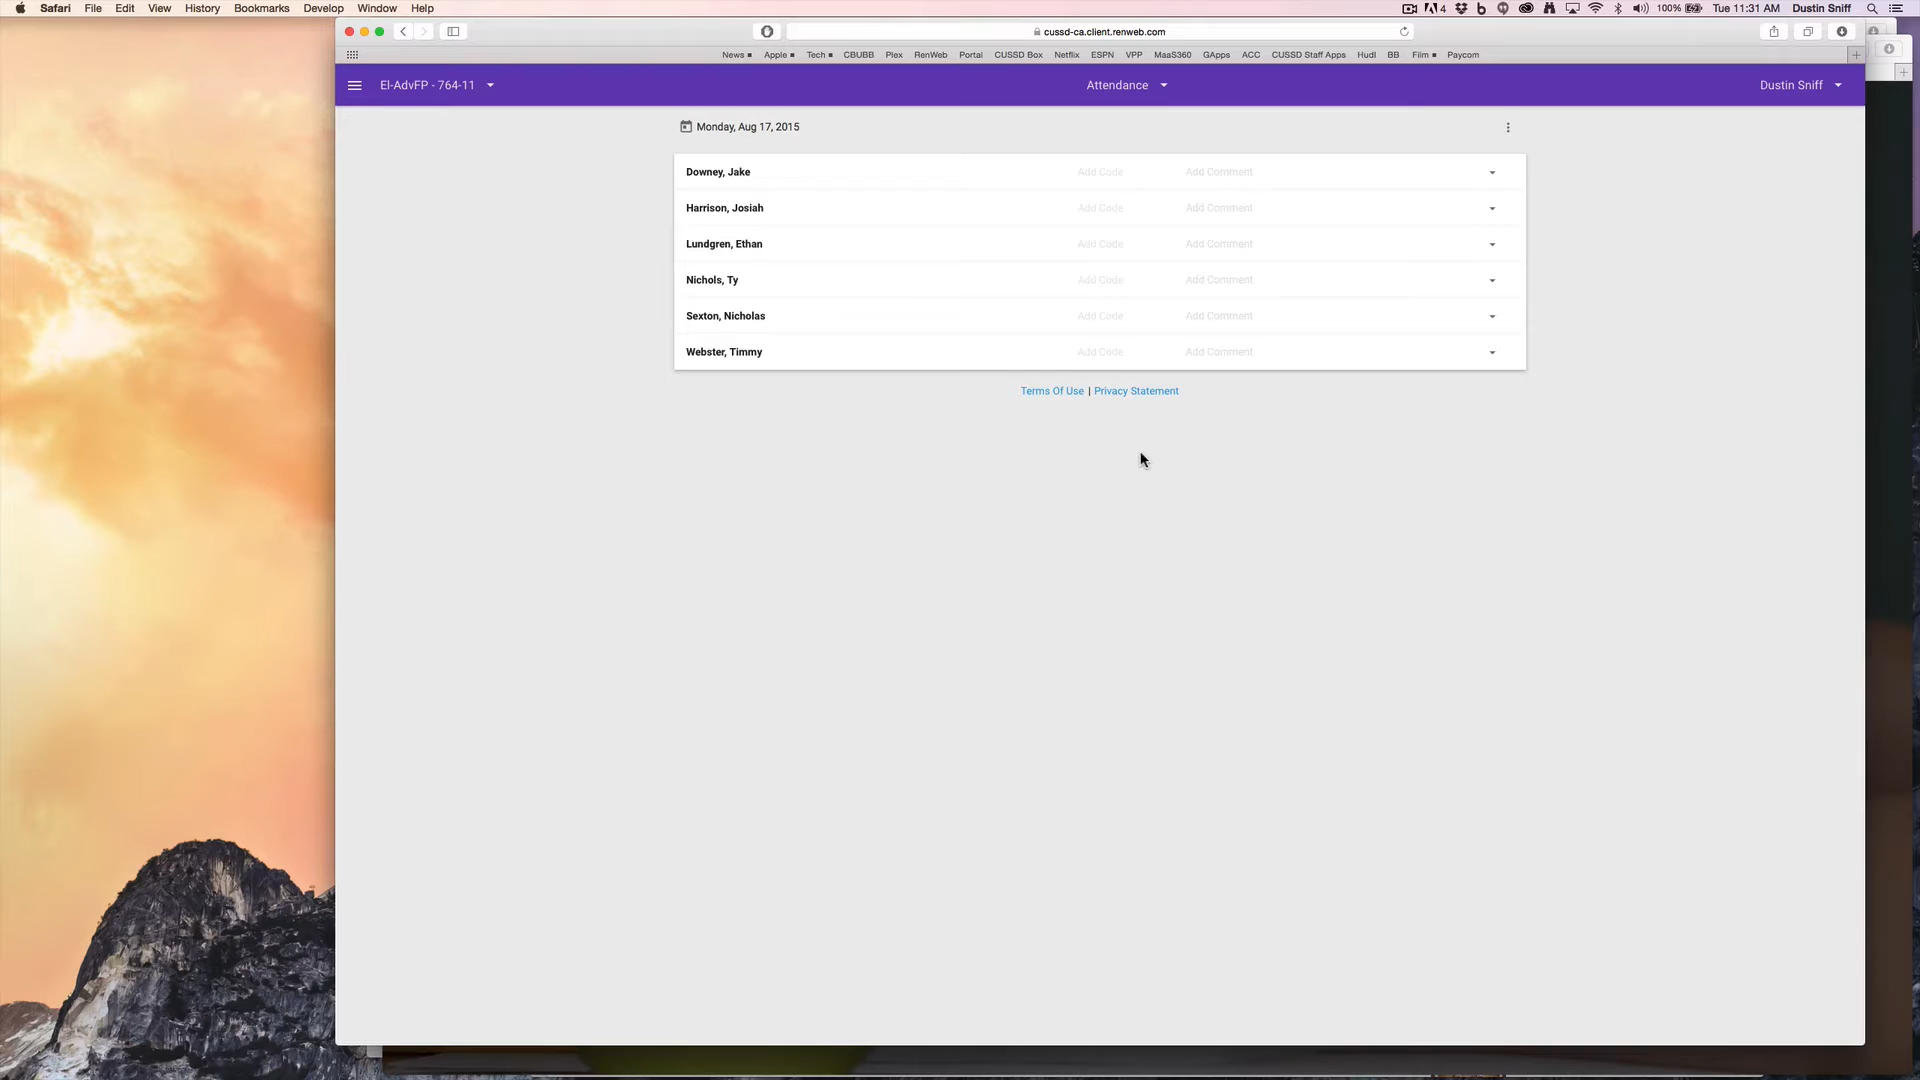 Safari File Edit View History Bookmarks Develop Window Help 4 100% Tue 11:31 AM Dustin Sniff
cussd-ca.client.renweb.com
News Apple Tech CBUBB Plex RenWeb Portal CUSSD Box Netflix ESPN VPP MaaS360 GApps ACC CUSSD Staff Apps Hudl BB Film Paycom
El-AdvFP - 764-11 Attendance Dustin Sniff
Monday, Aug 17, 2015
Downey, Jake Add Code Add Comment
Harrison, Josiah Add Code Add Comment
Lundgren, Ethan Add Code Add Comment
Nichols, Ty Add Code Add Comment
Sexton, Nicholas Add Code Add Comment
Webster, Timmy Add Code Add Comment
Terms Of Use | Privacy Statement